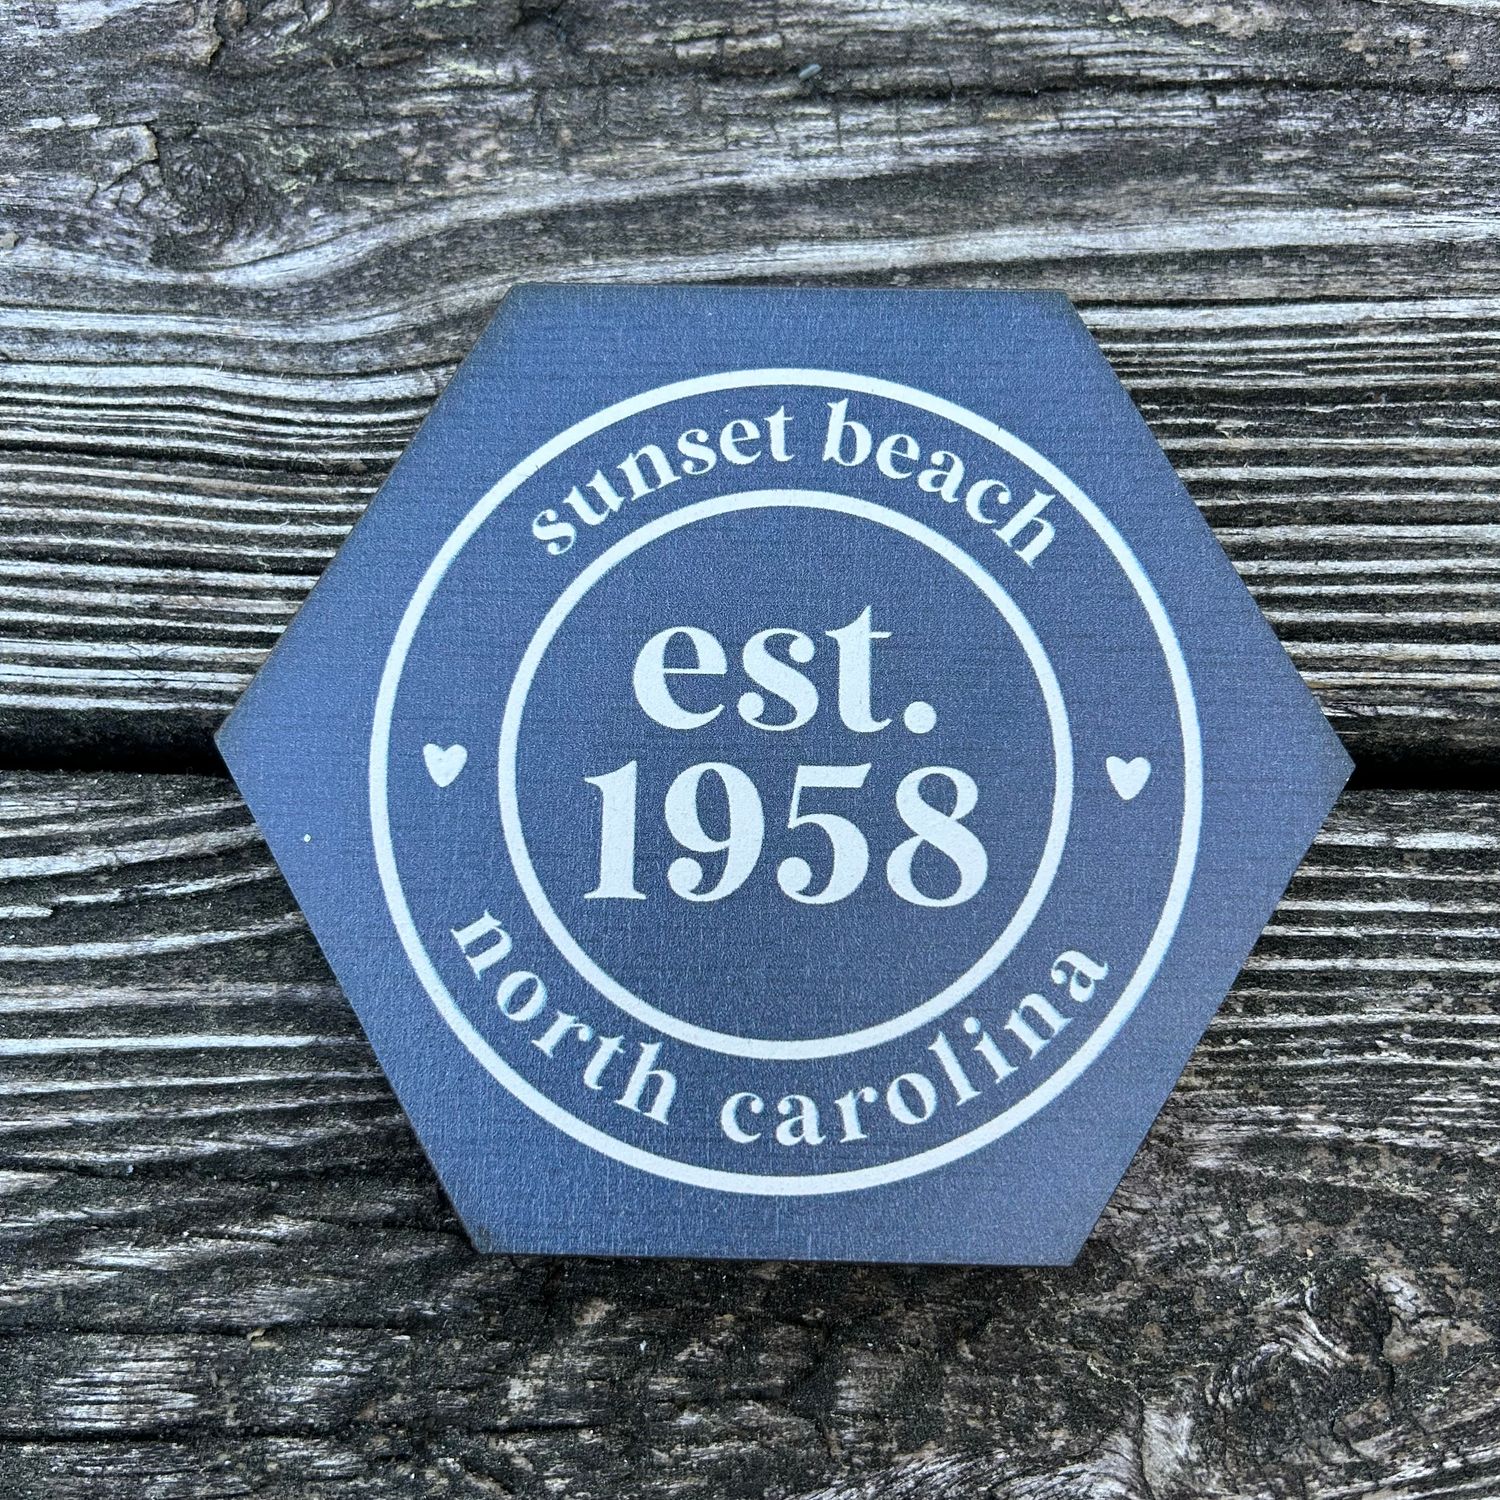 sunset beach
est.
1958
north carolina